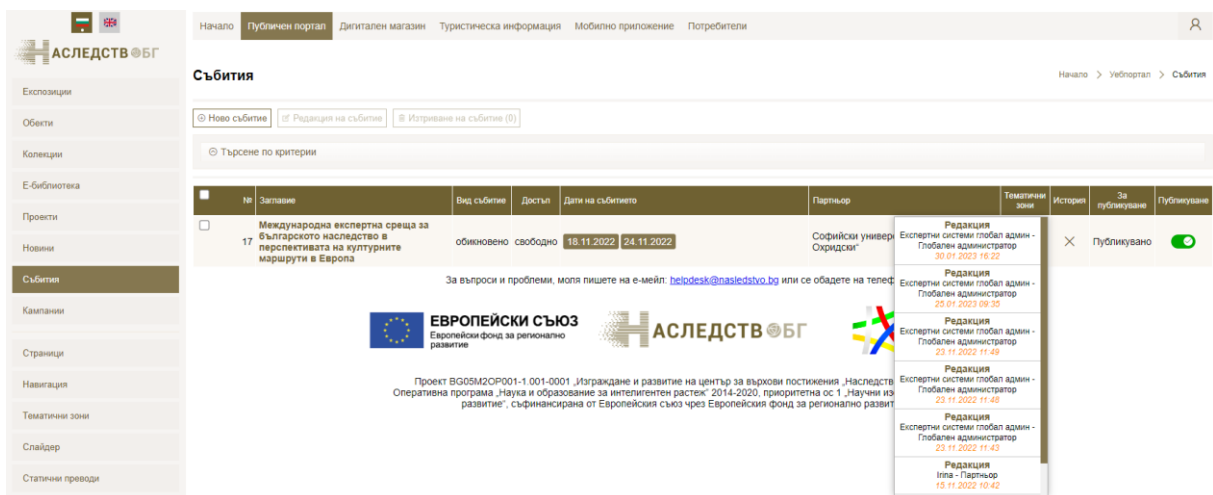 Начало Публичен портал Дигитален магазин Туристическа информация Мобилно приложение Потребители
АСЛЕДСТВ БГ
Събития
Начало > Уебпортал > Събития
Експозиции
Обекти
Колекции
Е-библиотека
Проекти
Новини
Събития
Кампании
Страници
Навигация
Тематични зони
Слайдер
Статични преводи
Ново събитие Редакция на събитие Изтриване на събитие (0)
Търсене по критерии
№ Заглавие Вид събитие Достъп Дати на събитието Партньор Тематични зони История За публикуване Публикуване
17
Международна експертна среща за
българското наследство в
перспективата на културните
маршрути в Европа
обикновено свободно 18.11.2022 24.11.2022
Софийски универ
Охридски"
Публикувано
Редакция
Експертни системи глобал админ -
Глобален администратор
30.01.2023 16:22
Редакция
Експертни системи глобал админ -
Глобален администратор
25.01.2023 09:35
Редакция
Експертни системи глобал админ -
Глобален администратор
23.11.2022 11:49
Редакция
Експертни системи глобал админ -
Глобален администратор
23.11.2022 11:48
Редакция
Експертни системи глобал админ -
Глобален администратор
23.11.2022 11:43
Редакция
Irina - Партньор
15.11.2022 10:42
За въпроси и проблеми, моля пишете на е-мейл: helpdesk@nasledstvo.bg или се обадете на телеф
ЕВРОПЕЙСКИ СЪЮЗ
Европейски фонд за регионално
развитие
АСЛЕДСТВ БГ
Проект BG05M2OP001-1.001-0001 „Изграждане и развитие на център за върхови постижения „Наследств
Оперативна програма „Наука и образование за интелигентен растеж" 2014-2020, приоритетна ос 1 „Научни из
развитие", съфинансирана от Европейския съюз чрез Европейския фонд за регионално развит